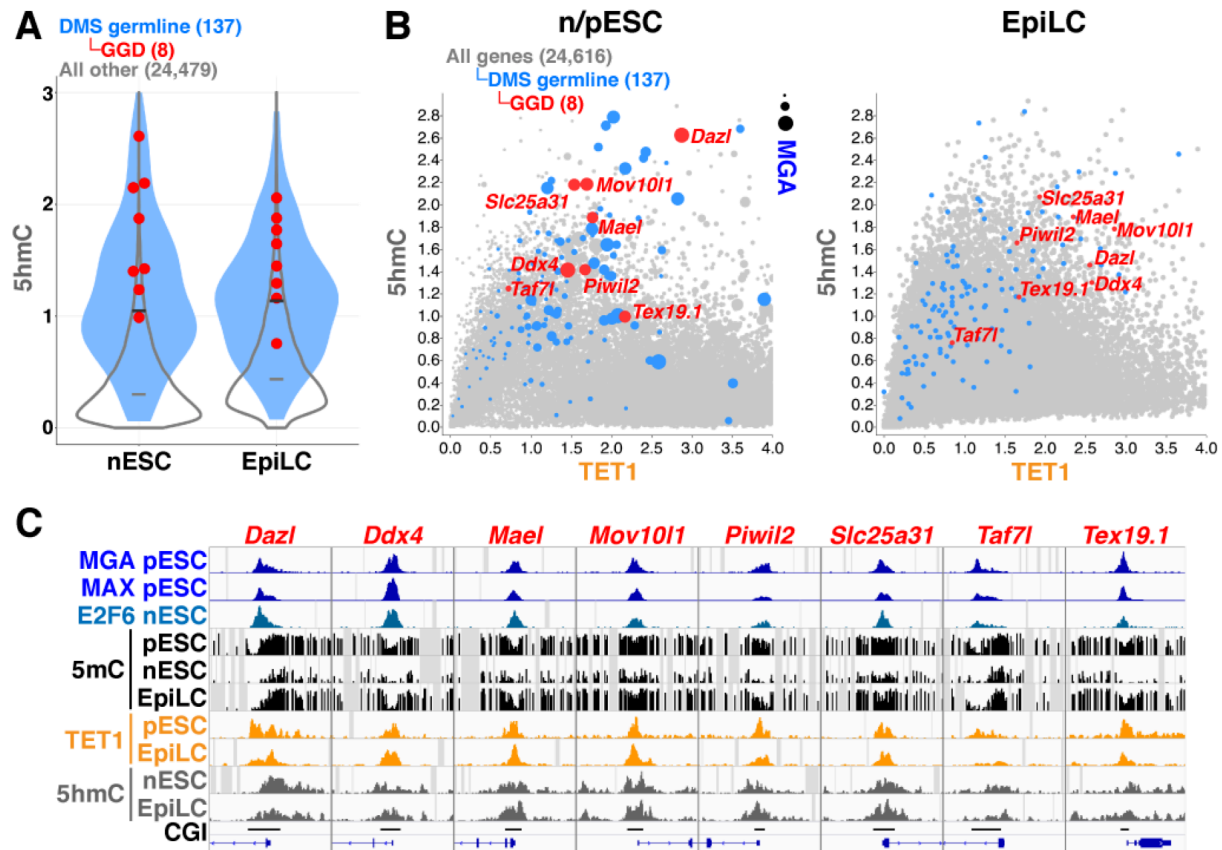 A
DMS germline (137)
GGD (8)
All other (24,479)
5hmC
3
2
1
0
nESC
EpiLC
B
n/pESC
All genes (24,616)
DMS germline (137)
GGD (8)
MGA
5hmC
2.8
2.6
2.4
2.2
2.0
1.8
1.6
1.4
1.2
1.0
0.8
0.6
0.4
0.2
0.0
Dazl
Mov10l1
Slc25a31
Mael
Ddx4
Piwil2
Taf7l
Tex19.1
0.0 0.5 1.0 1.5 2.0 2.5 3.0 3.5 4.0
TET1
EpiLC
5hmC
2.8
2.6
2.4
2.2
2.0
1.8
1.6
1.4
1.2
1.0
0.8
0.6
0.4
0.2
0.0
Slc25a31
Mael
Mov10l1
Piwil2
Dazl
Tex19.1
Ddx4
Taf7l
0.0 0.5 1.0 1.5 2.0 2.5 3.0 3.5 4.0
TET1
C
Dazl Ddx4 Mael Mov10l1 Piwil2 Slc25a31 Taf7l Tex19.1
MGA pESC
MAX pESC
E2F6 nESC
5mC
pESC
nESC
EpiLC
TET1
pESC
EpiLC
5hmC
nESC
EpiLC
CGI